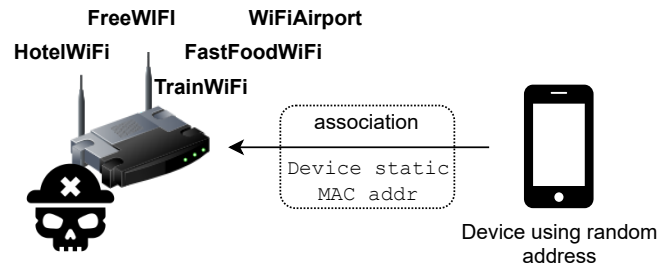 FreeWIFI
WiFiAirport
HotelWiFi
FastFoodWiFi
TrainWiFi
association
Device static
MAC addr
Device using random
address